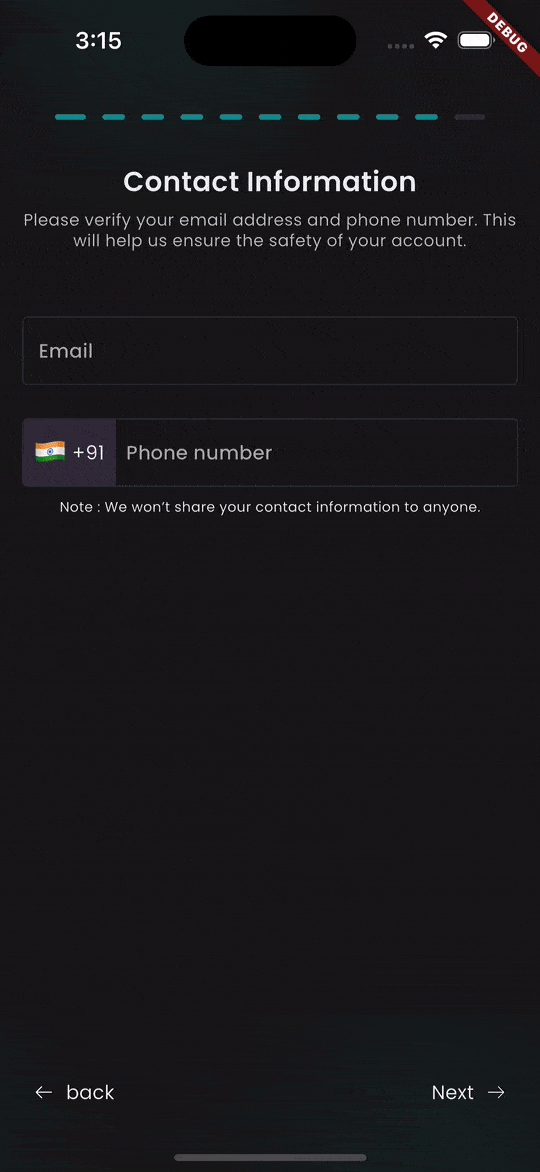 3:15
DEBUG
Contact Information
Please verify your email address and phone number. This
will help us ensure the safety of your account.
Email
+91 Phone number
Note : We won’t share your contact information to anyone.
back Next